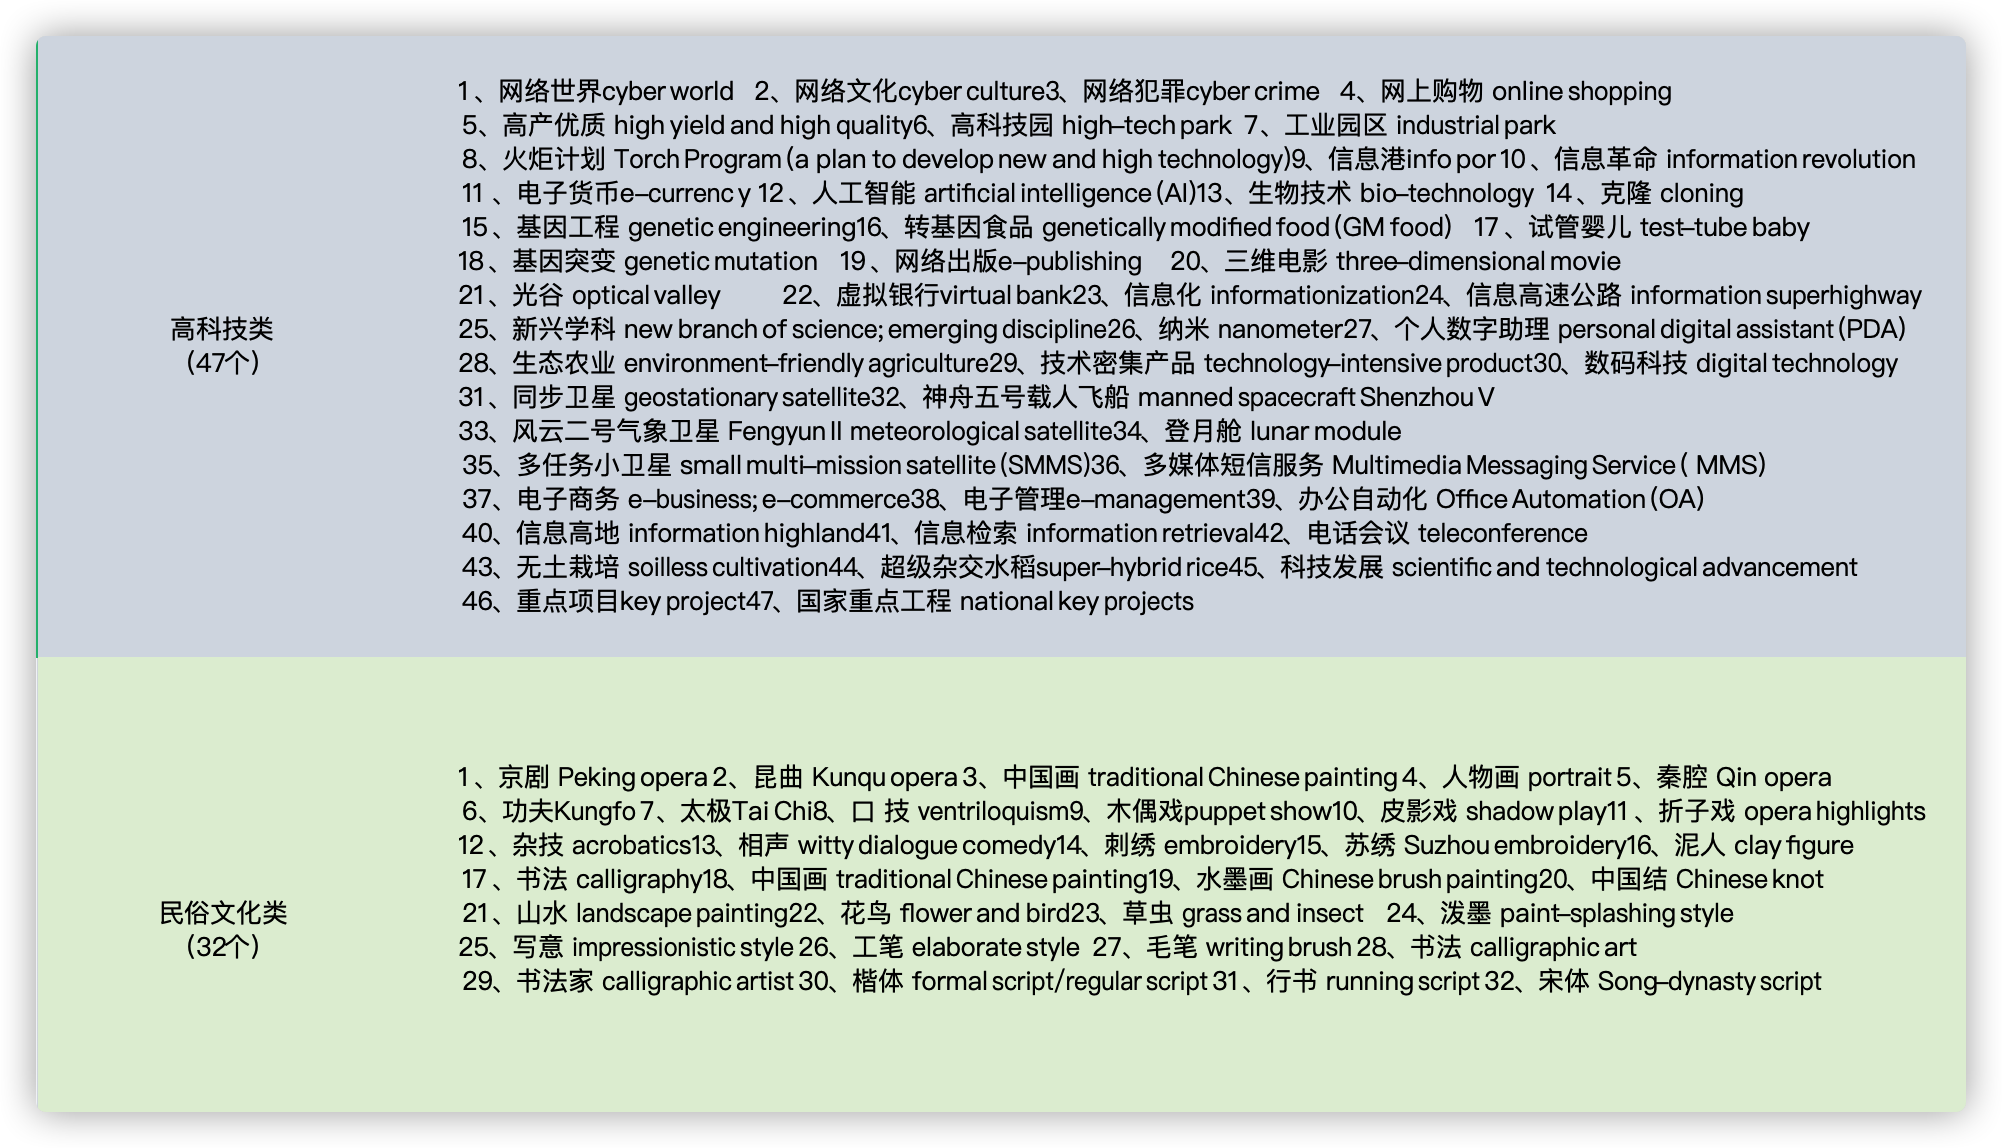 高科技类
（47个）
1、网络世界cyber world 2、网络文化cyber culture3、网络犯罪cyber crime 4、网上购物 online shopping
5、高产优质 high yield and high quality6、高科技园 high-tech park 7、工业园区 industrial park
8、火炬计划 Torch Program (a plan to develop new and high technology)9、信息港info por 10、信息革命 information revolution
11、电子货币e-currenc y 12、人工智能 artificial intelligence (AI)13、生物技术 bio-technology 14、克隆 cloning
15、基因工程 genetic engineering16、转基因食品 genetically modified food (GM food) 17、试管婴儿 test-tube baby
18、基因突变 genetic mutation 19、网络出版e-publishing 20、三维电影 three-dimensional movie
21、光谷 optical valley 22、虚拟银行virtual bank23、信息化 informationization24、信息高速公路 information superhighway
25、新兴学科 new branch of science; emerging discipline26、纳米 nanometer27、个人数字助理 personal digital assistant (PDA)
28、生态农业 environment-friendly agriculture29、技术密集产品 technology-intensive product30、数码科技 digital technology
31、同步卫星 geostationary satellite32、神舟五号载人飞船 manned spacecraft Shenzhou V
33、风云二号气象卫星 Fengyun II meteorological satellite34、登月舱 lunar module
35、多任务小卫星 small multi-mission satellite (SMMS)36、多媒体短信服务 Multimedia Messaging Service ( MMS)
37、电子商务 e-business; e-commerce38、电子管理e-management39、办公自动化 Office Automation (OA)
40、信息高地 information highland41、信息检索 information retrieval42、电话会议 teleconference
43、无土栽培 soilless cultivation44、超级杂交水稻super-hybrid rice45、科技发展 scientific and technological advancement
46、重点项目key project47、国家重点工程 national key projects
民俗文化类
（32个）
1、京剧 Peking opera 2、昆曲 Kunqu opera 3、中国画 traditional Chinese painting 4、人物画 portrait 5、秦腔 Qin opera
6、功夫Kungfo 7、太极Tai Chi8、口 技 ventriloquism9、木偶戏puppet show10、皮影戏 shadow play11、折子戏 opera highlights
12、杂技 acrobatics13、相声 witty dialogue comedy14、刺绣 embroidery15、苏绣 Suzhou embroidery16、泥人 clay figure
17、书法 calligraphy18、中国画 traditional Chinese painting19、水墨画 Chinese brush painting20、中国结 Chinese knot
21、山水 landscape painting22、花鸟 flower and bird23、草虫 grass and insect 24、泼墨 paint-splashing style
25、写意 impressionistic style 26、工笔 elaborate style 27、毛笔 writing brush 28、书法 calligraphic art
29、书法家 calligraphic artist 30、楷体 formal script/regular script 31、行书 running script 32、宋体 Song-dynasty script